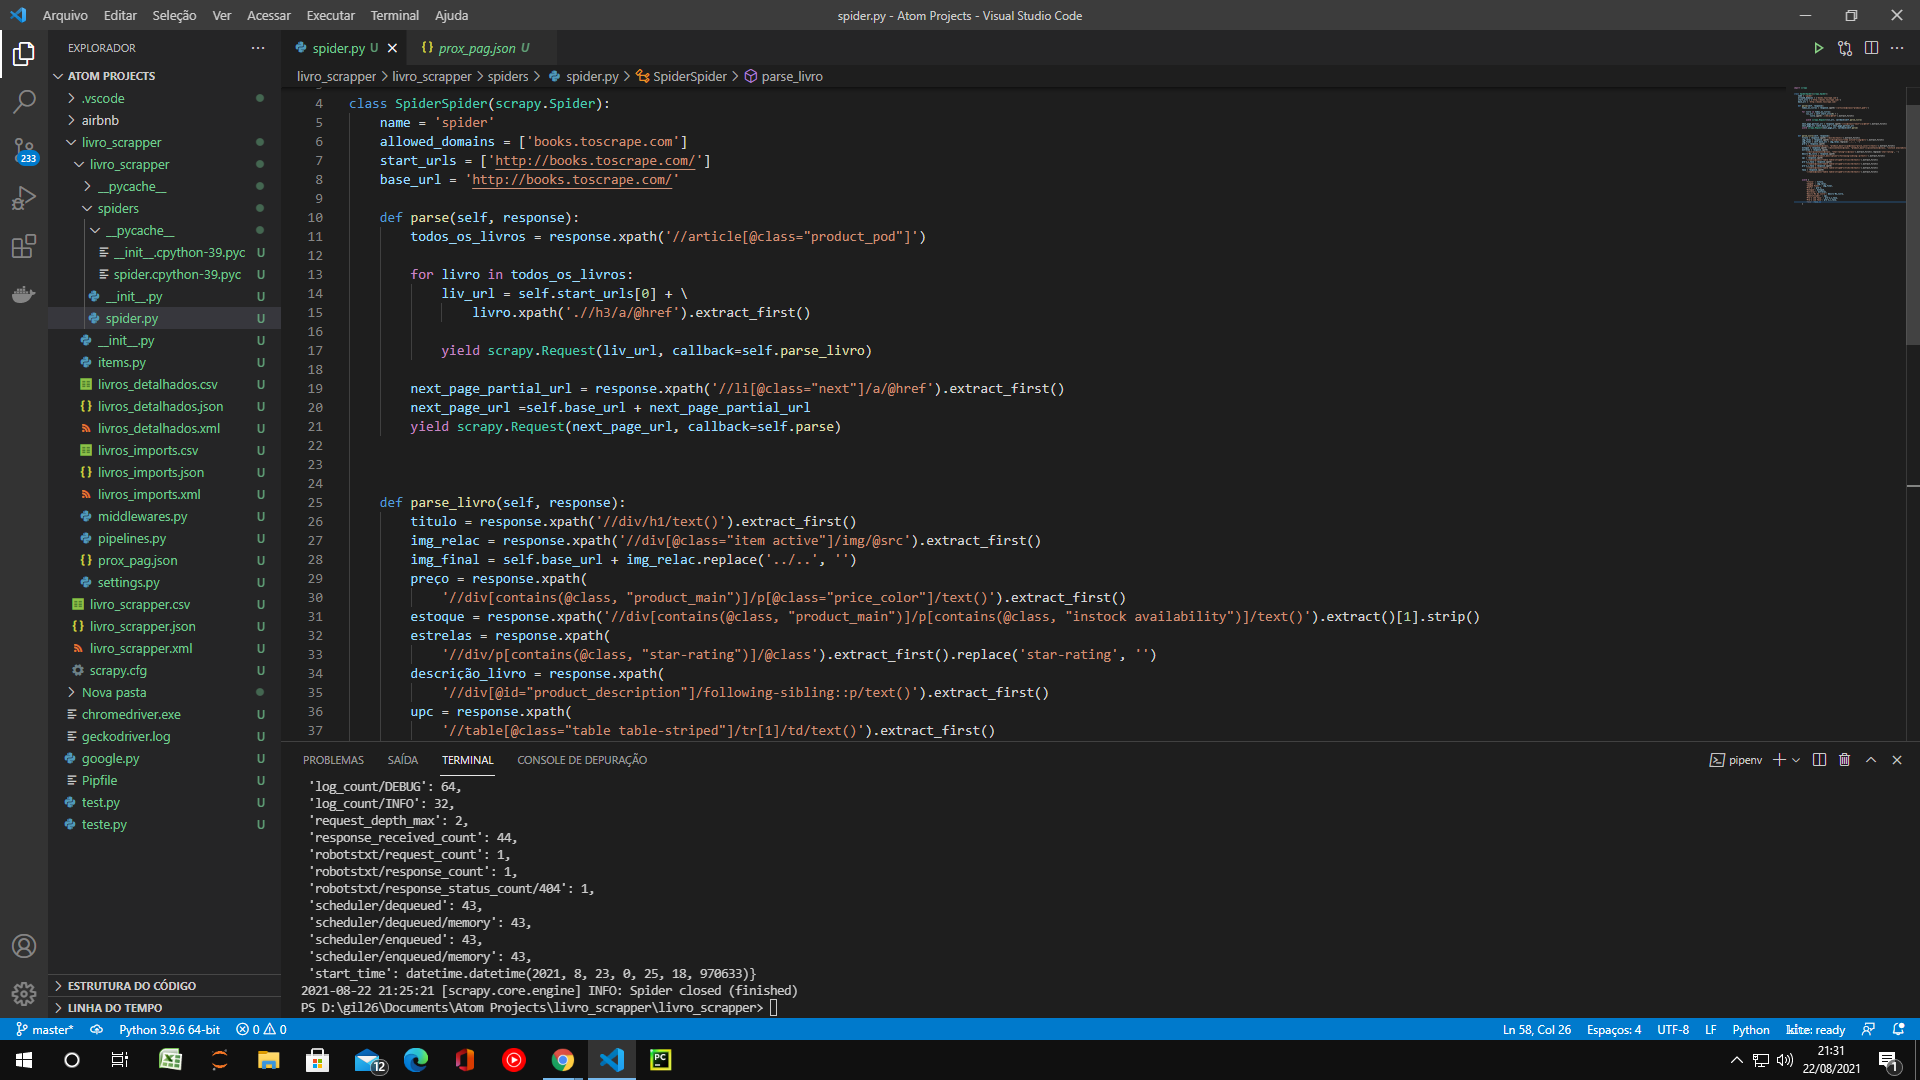 Arquivo Editar Seleção Ver Acessar Executar Terminal Ajuda
spider.py - Atom Projects - Visual Studio Code
EXPLORADOR
ATOM PROJECTS
.vscode
airbnb
livro_scrapper
livro_scrapper
__pycache__
spiders
__pycache__
__init__.cpython-39.pyc U
spider.cpython-39.pyc U
__init__.py U
spider.py U
__init__.py U
items.py U
livros_detalhados.csv U
livros_detalhados.json U
livros_detalhados.xml U
livros_imports.csv U
livros_imports.json U
livros_imports.xml U
middlewares.py U
pipelines.py U
prox_pag.json U
settings.py U
livro_scrapper.csv U
livro_scrapper.json U
livro_scrapper.xml U
scrapy.cfg U
Nova pasta
chromedriver.exe U
geckodriver.log U
google.py U
Pipfile U
test.py U
teste.py U
ESTRUTURA DO CÓDIGO
LINHA DO TEMPO
233
spider.py U
prox_pag.json U
livro_scrapper > livro_scrapper > spiders > spider.py > SpiderSpider > parse_livro
4 class SpiderSpider(scrapy.Spider):
5 name = 'spider'
6 allowed_domains = ['books.toscrape.com']
7 start_urls = ['http://books.toscrape.com/']
8 base_url = 'http://books.toscrape.com/'
9
10 def parse(self, response):
11 todos_os_livros = response.xpath('//article[@class="product_pod"]')
12
13 for livro in todos_os_livros:
14 liv_url = self.start_urls[0] + \
15 livro.xpath('.//h3/a/@href').extract_first()
16
17 yield scrapy.Request(liv_url, callback=self.parse_livro)
18
19 next_page_partial_url = response.xpath('//li[@class="next"]/a/@href').extract_first()
20 next_page_url =self.base_url + next_page_partial_url
21 yield scrapy.Request(next_page_url, callback=self.parse)
22
23
24
25 def parse_livro(self, response):
26 titulo = response.xpath('//div/h1/text()').extract_first()
27 img_relac = response.xpath('//div[@class="item active"]/img/@src').extract_first()
28 img_final = self.base_url + img_relac.replace('../..', '')
29 preço = response.xpath(
30 '//div[contains(@class, "product_main")]/p[@class="price_color"]/text()').extract_first()
31 estoque = response.xpath('//div[contains(@class, "product_main")]/p[contains(@class, "instock availability")]/text()').extract()[1].strip()
32 estrelas = response.xpath(
33 '//div/p[contains(@class, "star-rating")]/@class').extract_first().replace('star-rating', '')
34 descrição_livro = response.xpath(
35 '//div[@id="product_description"]/following-sibling::p/text()').extract_first()
36 upc = response.xpath(
37 '//table[@class="table table-striped"]/tr[1]/td/text()').extract_first()
PROBLEMAS SAÍDA TERMINAL CONSOLE DE DEPURAÇÃO
pipenv
'log_count/DEBUG': 64,
'log_count/INFO': 32,
'request_depth_max': 2,
'response_received_count': 44,
'robotstxt/request_count': 1,
'robotstxt/response_count': 1,
'robotstxt/response_status_count/404': 1,
'scheduler/dequeued': 43,
'scheduler/dequeued/memory': 43,
'scheduler/enqueued': 43,
'scheduler/enqueued/memory': 43,
'start_time': datetime.datetime(2021, 8, 23, 0, 25, 18, 970633)}
2021-08-22 21:25:21 [scrapy.core.engine] INFO: Spider closed (finished)
PS D:\gil26\Documents\Atom Projects\livro_scrapper\livro_scrapper>
master* Python 3.9.6 64-bit 0 0
Ln 58, Col 26 Espaços: 4 UTF-8 LF Python kite: ready
12
PC
21:31
22/08/2021
1